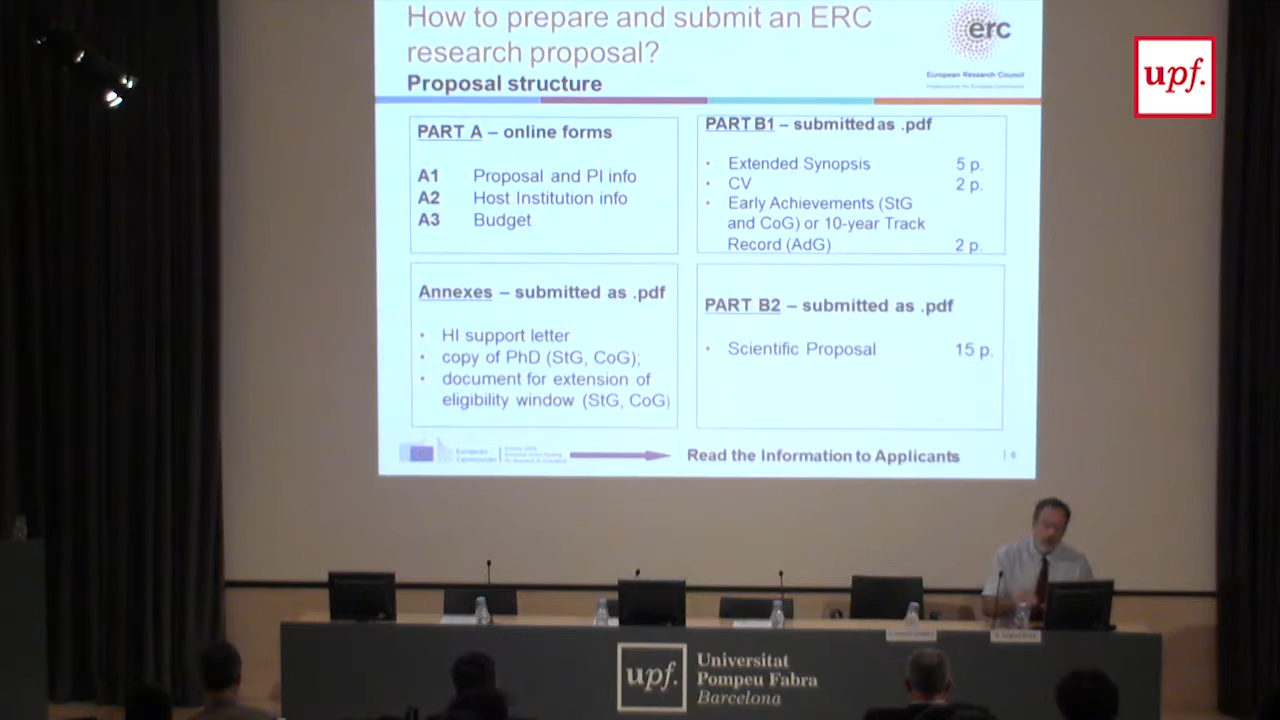 How to prepare and submit an ERC
research proposal?
Proposal structure
erc
European Research Council
upf.
PART A – online forms
A1 Proposal and PI info
A2 Host Institution info
A3 Budget
PART B1 – submitted as .pdf
• Extended Synopsis 5 p.
• CV 2 p.
• Early Achievements (StG
and CoG) or 10-year Track
Record (AdG) 2 p.
Annexes – submitted as .pdf
• HI support letter
• copy of PhD (StG, CoG);
• document for extension of
eligibility window (StG, CoG)
PART B2 – submitted as .pdf
• Scientific Proposal 15 p.
European
Commission
Read the Information to Applicants
upf.
Universitat
Pompeu Fabra
Barcelona